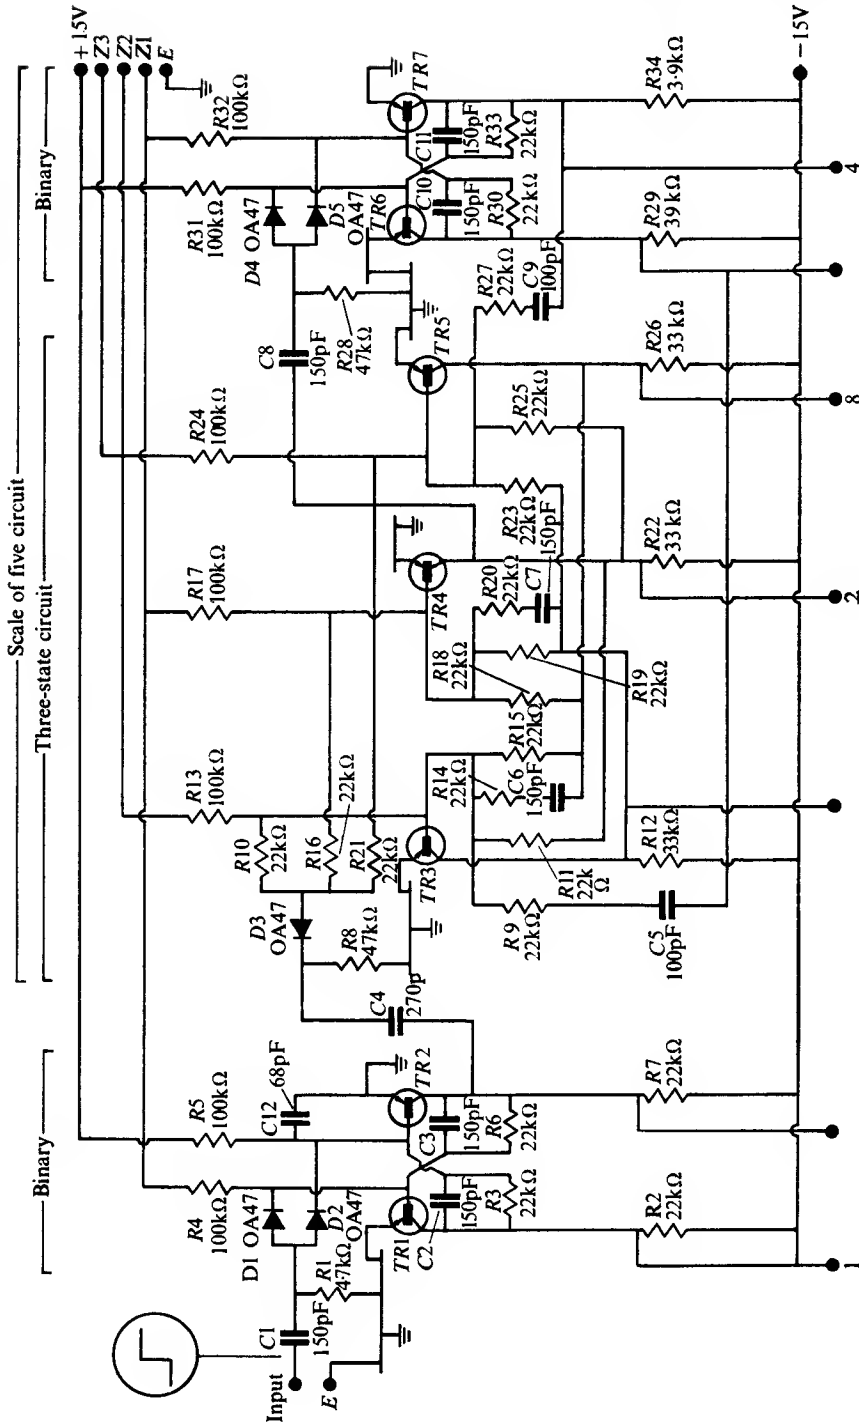 Scale of five circuit
Binary
Three-state circuit
Binary
+15V
Z3
Z2
Z1
E
R4
100kΩ
R5
100kΩ
R13
100kΩ
R17
100kΩ
R24
100kΩ
R31
100kΩ
R32
100kΩ
D1 OA47
D2
OA47
C12
68pF
R10
22kΩ
R16
22kΩ
R21
22kΩ
D3
OA47
C8
150pF
R28
47kΩ
D4 OA47
D5
OA47
Input
C1
150pF
R1
47kΩ
E
C4
270p
R8
47kΩ
TR1
TR2
TR3
TR4
TR5
TR6
TR7
C2
150pF
R3
22kΩ
C3
150pF
R6
22kΩ
R9
22kΩ
R11
22k
Ω
R14
22kΩ
C6
150pF
R15
22kΩ
R18
22kΩ
R19
22kΩ
R20
22kΩ
C7
150pF
R23
22kΩ
R25
22kΩ
R27
22kΩ
C9
100pF
C10
150pF
R30
22kΩ
C11
150pF
R33
22kΩ
C5
100pF
R2
22kΩ
R7
22kΩ
R12
33kΩ
R22
33kΩ
R26
33kΩ
R29
39kΩ
R34
3·9kΩ
−15V
1
2
8
4